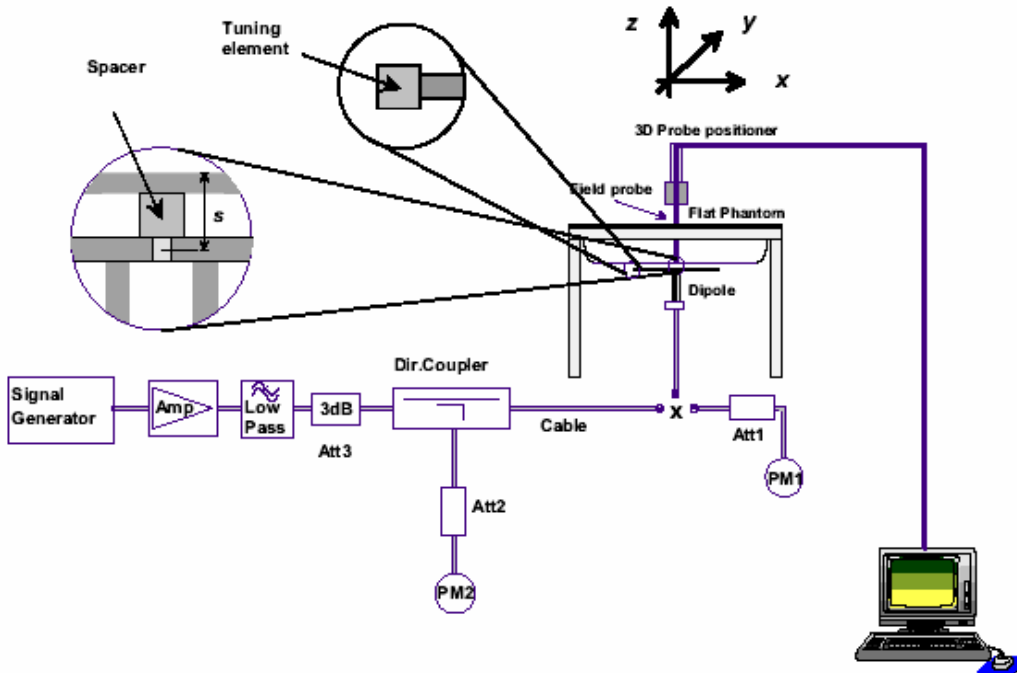 Tuning
element
z
y
x
Spacer
s
3D Probe positioner
Field probe
Flat Phantom
Dipole
Dir.Coupler
Signal
Generator
Amp
Low
Pass
3dB
Att3
Cable
x
Att1
PM1
Att2
PM2